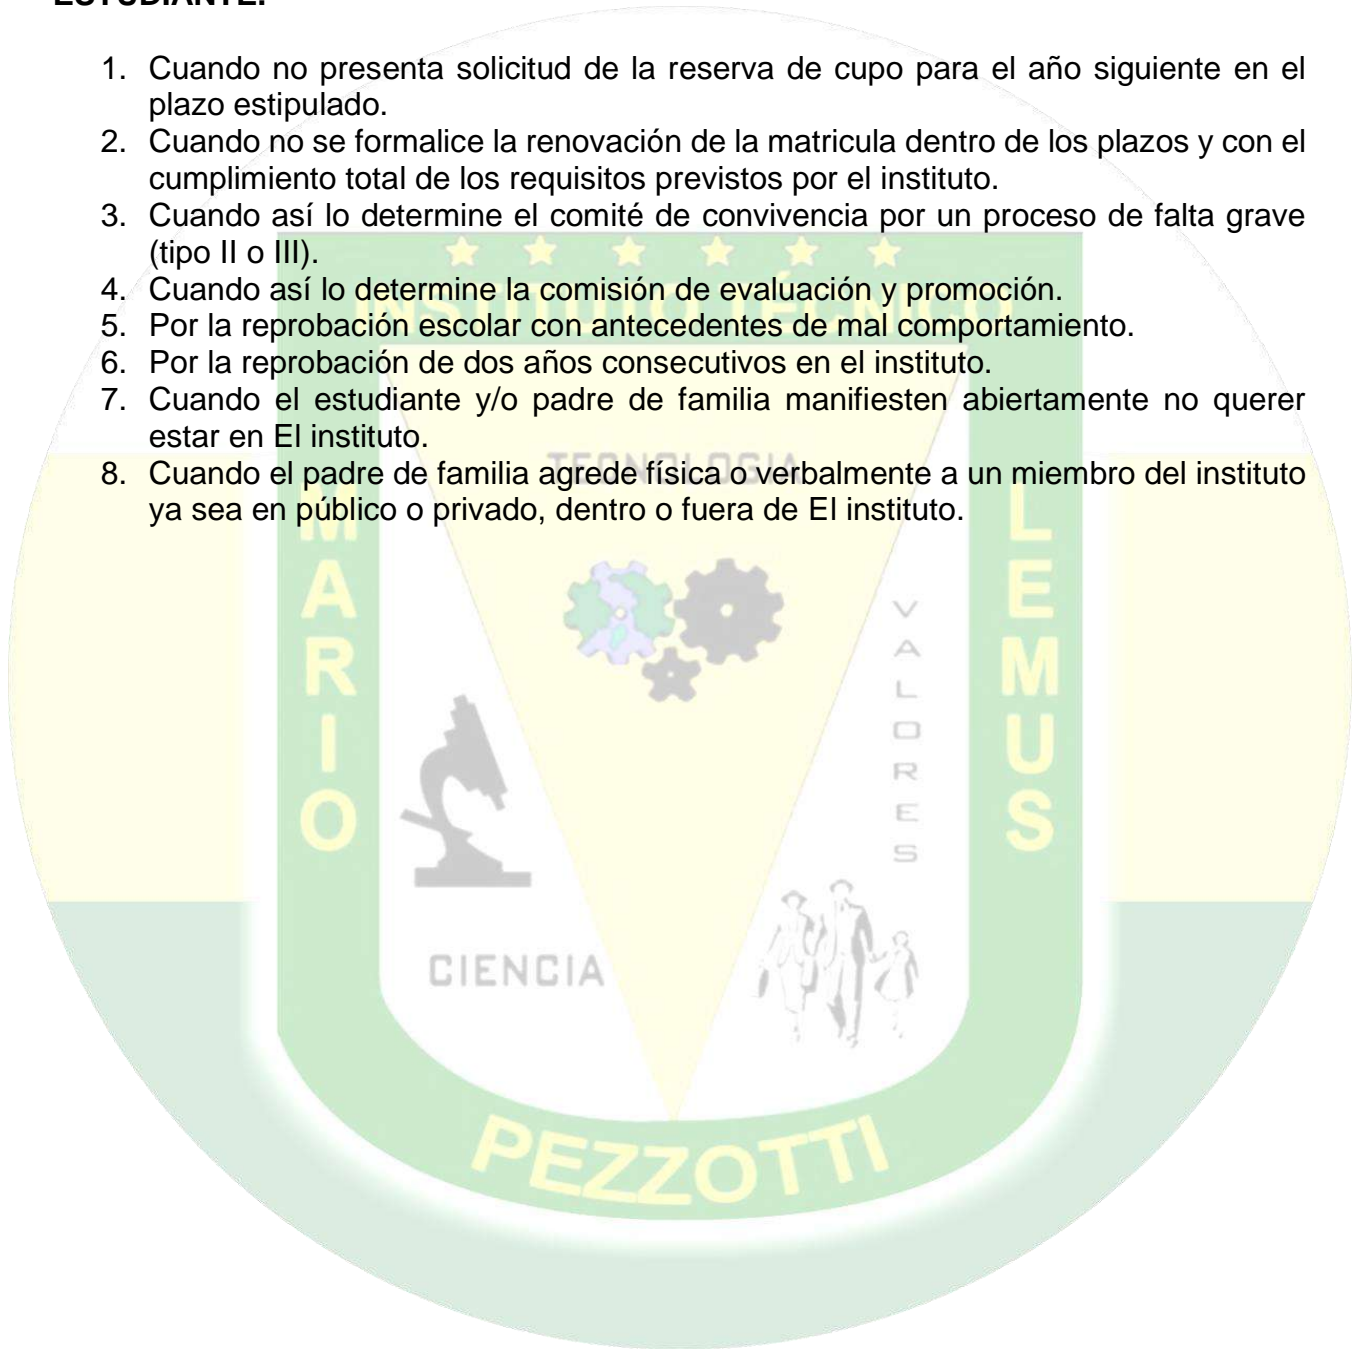 ESTUDIANTE.
1. Cuando no presenta solicitud de la reserva de cupo para el año siguiente en el
plazo estipulado.
2. Cuando no se formalice la renovación de la matricula dentro de los plazos y con el
cumplimiento total de los requisitos previstos por el instituto.
3. Cuando así lo determine el comité de convivencia por un proceso de falta grave
(tipo II o III).
4. Cuando así lo determine la comisión de evaluación y promoción.
5. Por la reprobación escolar con antecedentes de mal comportamiento.
6. Por la reprobación de dos años consecutivos en el instituto.
7. Cuando el estudiante y/o padre de familia manifiesten abiertamente no querer
estar en El instituto.
8. Cuando el padre de familia agrede física o verbalmente a un miembro del instituto
ya sea en público o privado, dentro o fuera de El instituto.
INSTITUTO TÉCNICO
TECNOLOGIA
MARIO
LEMUS
VALORES
CIENCIA
PEZZOTTI